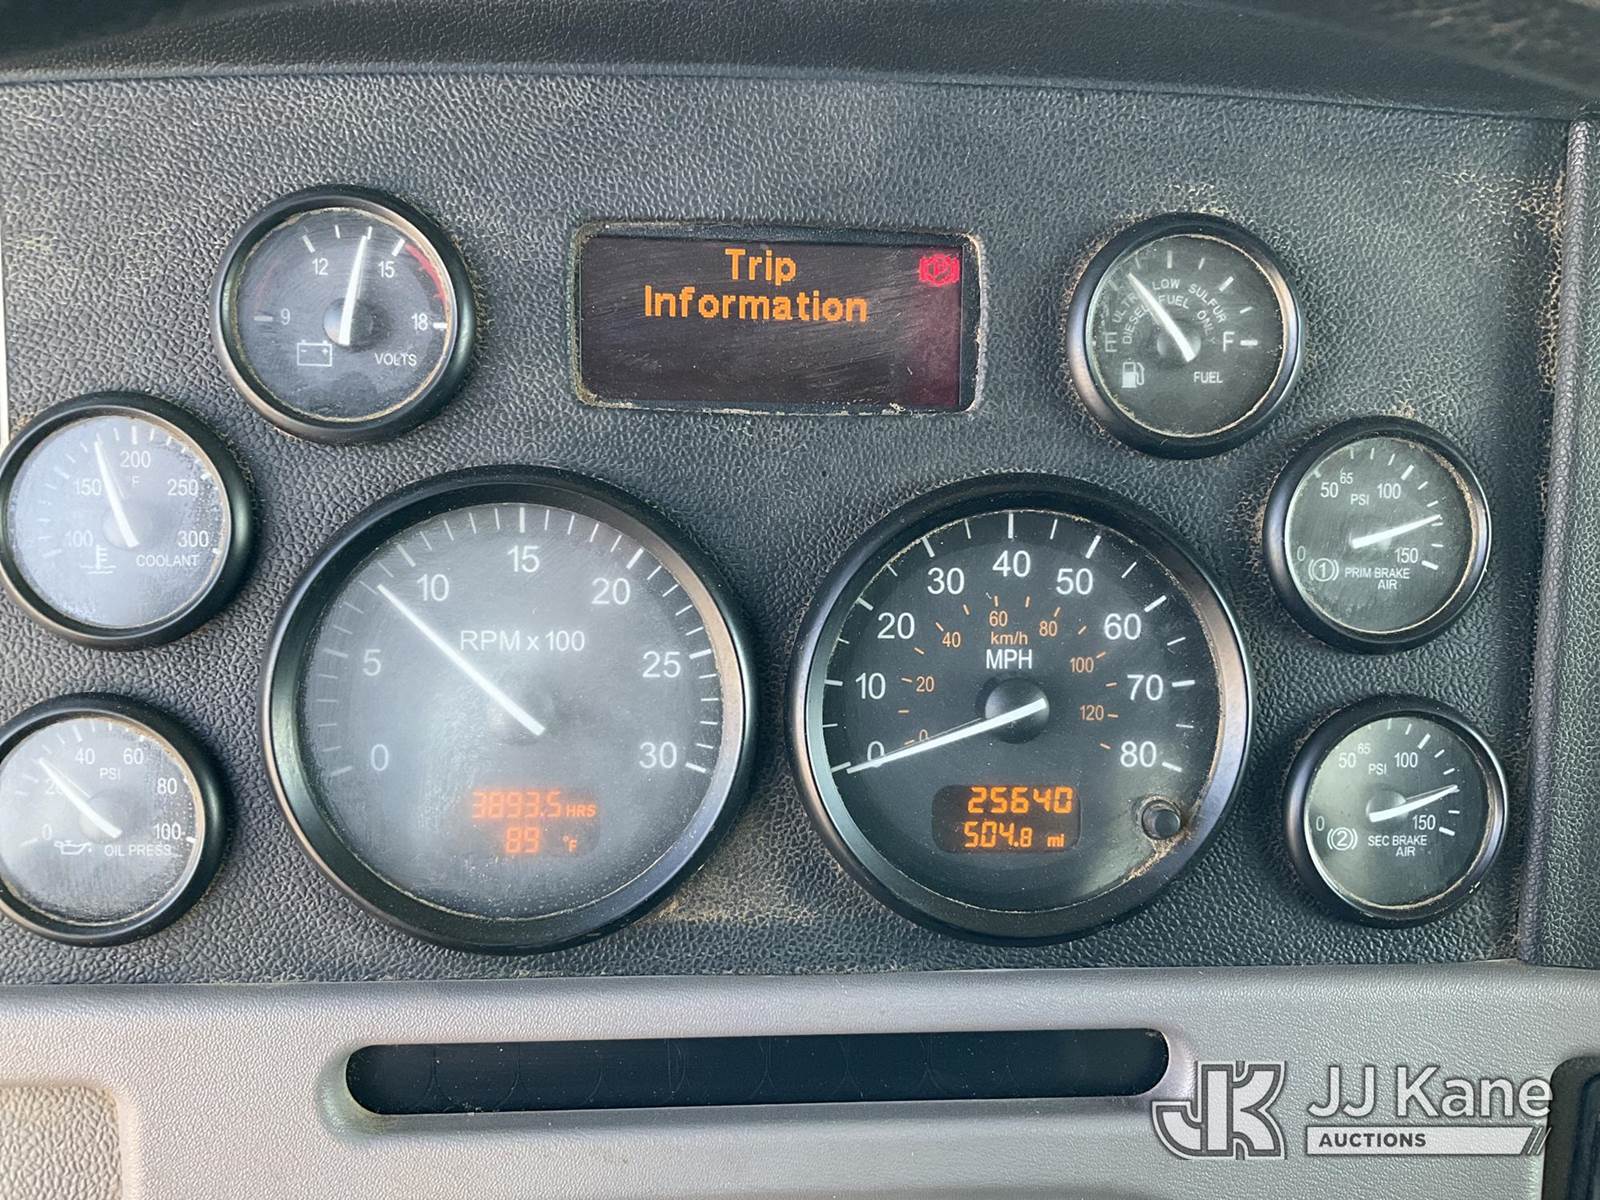 Trip
Information
12
15
9
18
VOLTS
ULTRA LOW SULFUR
DIESEL FUEL ONLY
E
F
FUEL
200
°F
150
250
100
300
COOLANT
15
10
20
RPM x 100
5
25
0
30
3893.5 HRS
89 °F
40
30
50
20
60
60
km/h
40
80
MPH
10
20
100
70
120
0
0
80
25640
504.8 mi
65
50
100
PSI
0
150
(1) PRIM BRAKE
AIR
40
60
PSI
20
80
0
100
OIL PRESS
65
50
100
PSI
0
150
(2) SEC BRAKE
AIR
JK JJ Kane
AUCTIONS